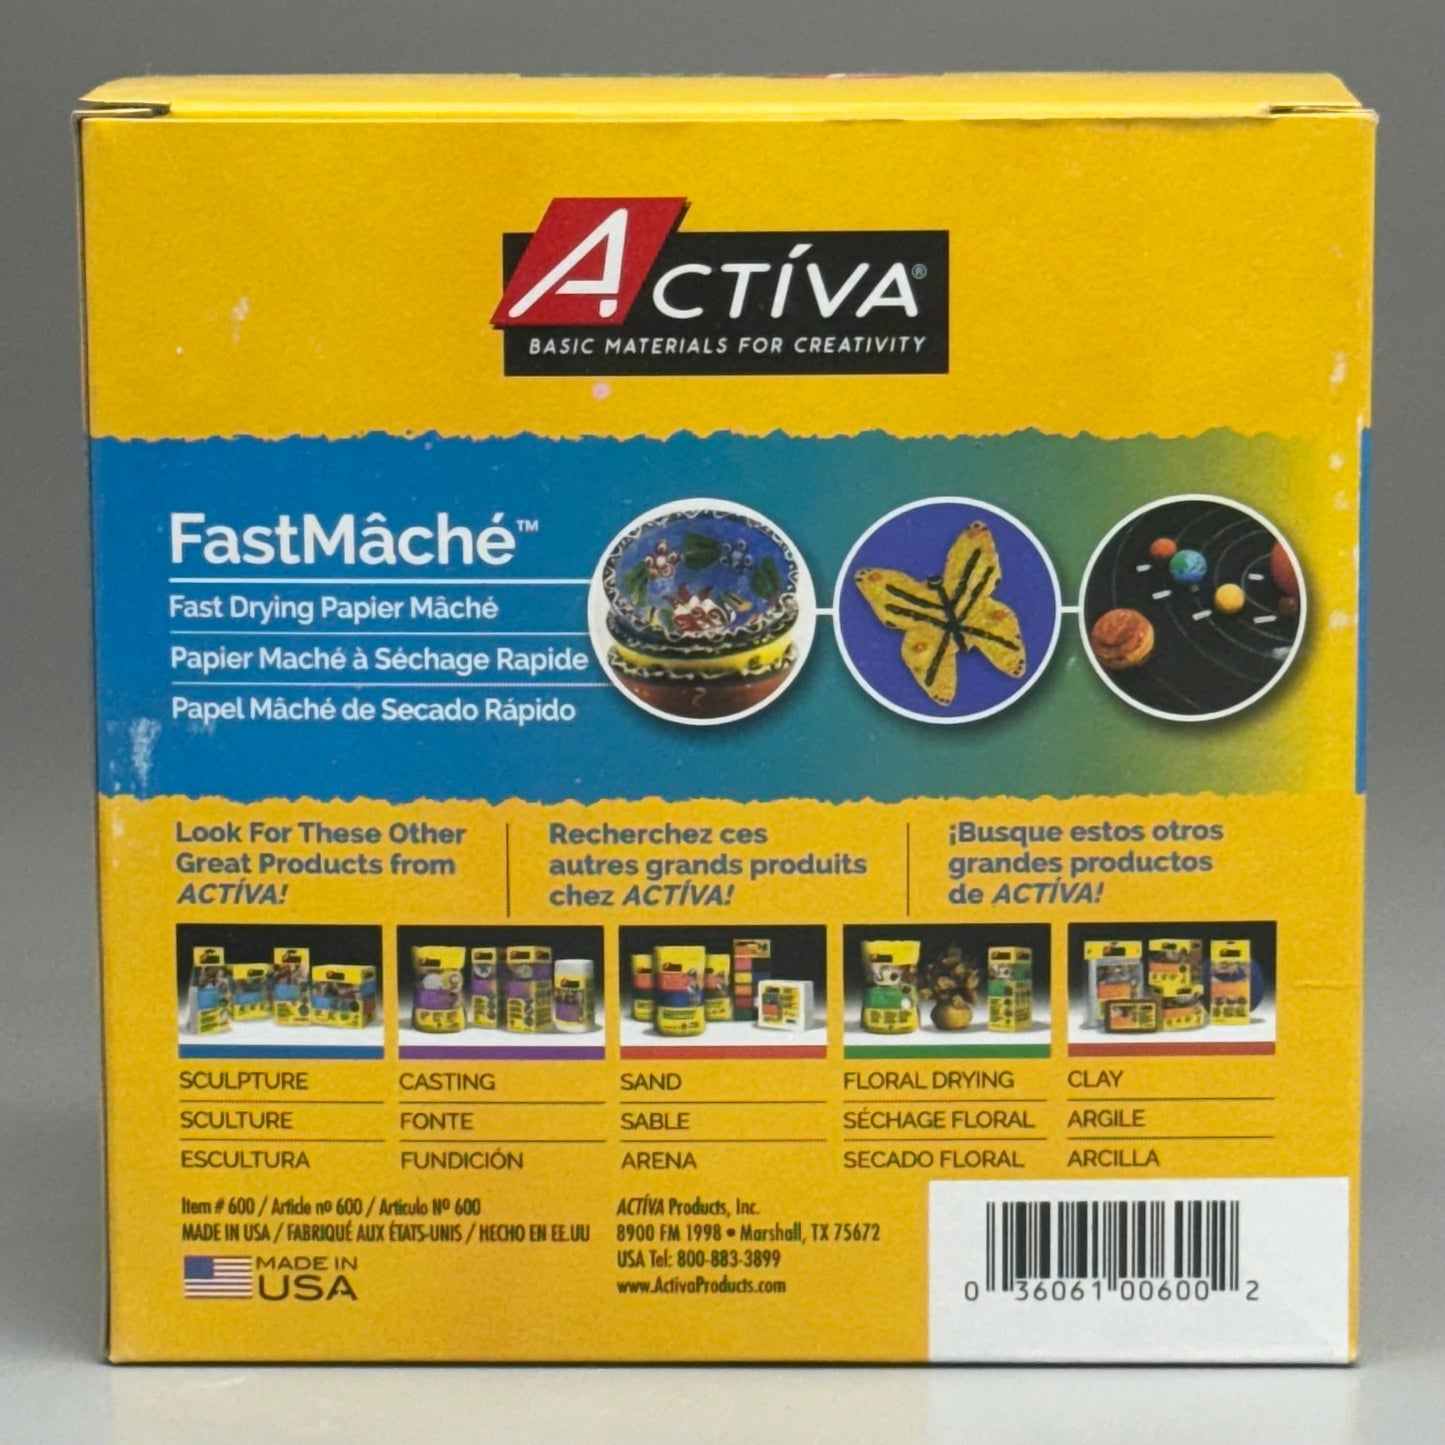 ACTÍVA®
BASIC MATERIALS FOR CREATIVITY
FastMâché™
Fast Drying Papier Mâché
Papier Maché à Séchage Rapide
Papel Mâché de Secado Rápido
Look For These Other
Great Products from
ACTÍVA!
Recherchez ces
autres grands produits
chez ACTÍVA!
¡Busque estos otros
grandes productos
de ACTÍVA!
SCULPTURE
SCULTURE
ESCULTURA
CASTING
FONTE
FUNDICIÓN
SAND
SABLE
ARENA
FLORAL DRYING
SÉCHAGE FLORAL
SECADO FLORAL
CLAY
ARGILE
ARCILLA
Item # 600 / Article nº 600 / Artículo Nº 600
MADE IN USA / FABRIQUÉ AUX ÉTATS-UNIS / HECHO EN EE.UU
MADE IN
USA
ACTÍVA Products, Inc.
8900 FM 1998 • Marshall, TX 75672
USA Tel: 800-883-3899
www.ActivaProducts.com
0 36061 00600 2